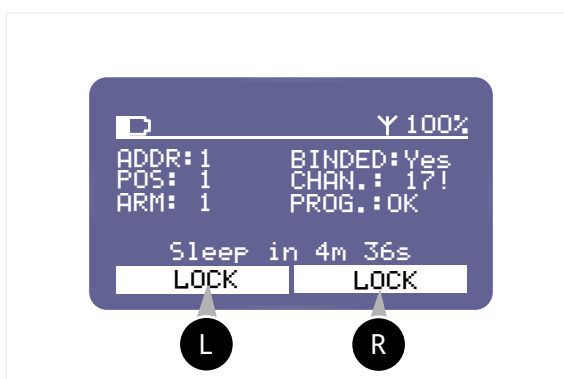 100%
ADDR:1 BINDED:Yes
POS: 1 CHAN.: 17!
ARM: 1 PROG.:OK
Sleep in 4m 36s
LOCK LOCK
L R